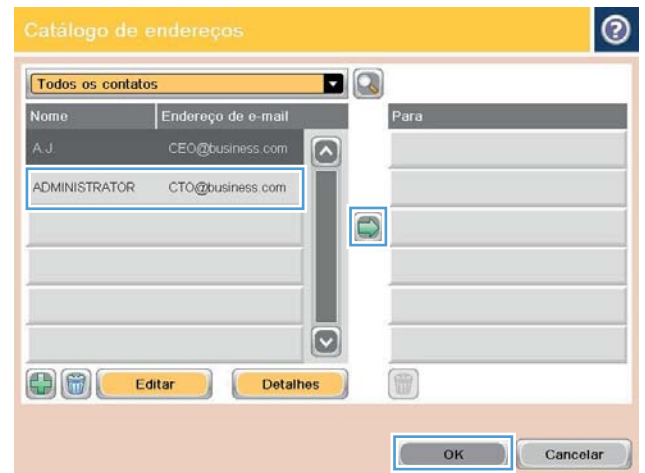 Catálogo de endereços
Todos os contatos
Nome Endereço de e-mail Para
A.J. CEO@business.com
ADMINISTRATOR CTO@business.com
Editar Detalhes
OK Cancelar